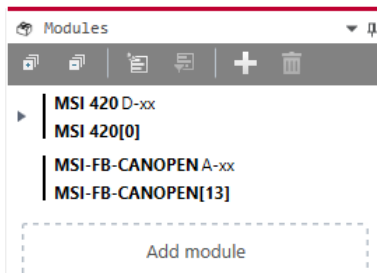 Modules
MSI 420 D-xx
MSI 420[0]
MSI-FB-CANOPEN A-xx
MSI-FB-CANOPEN[13]
Add module